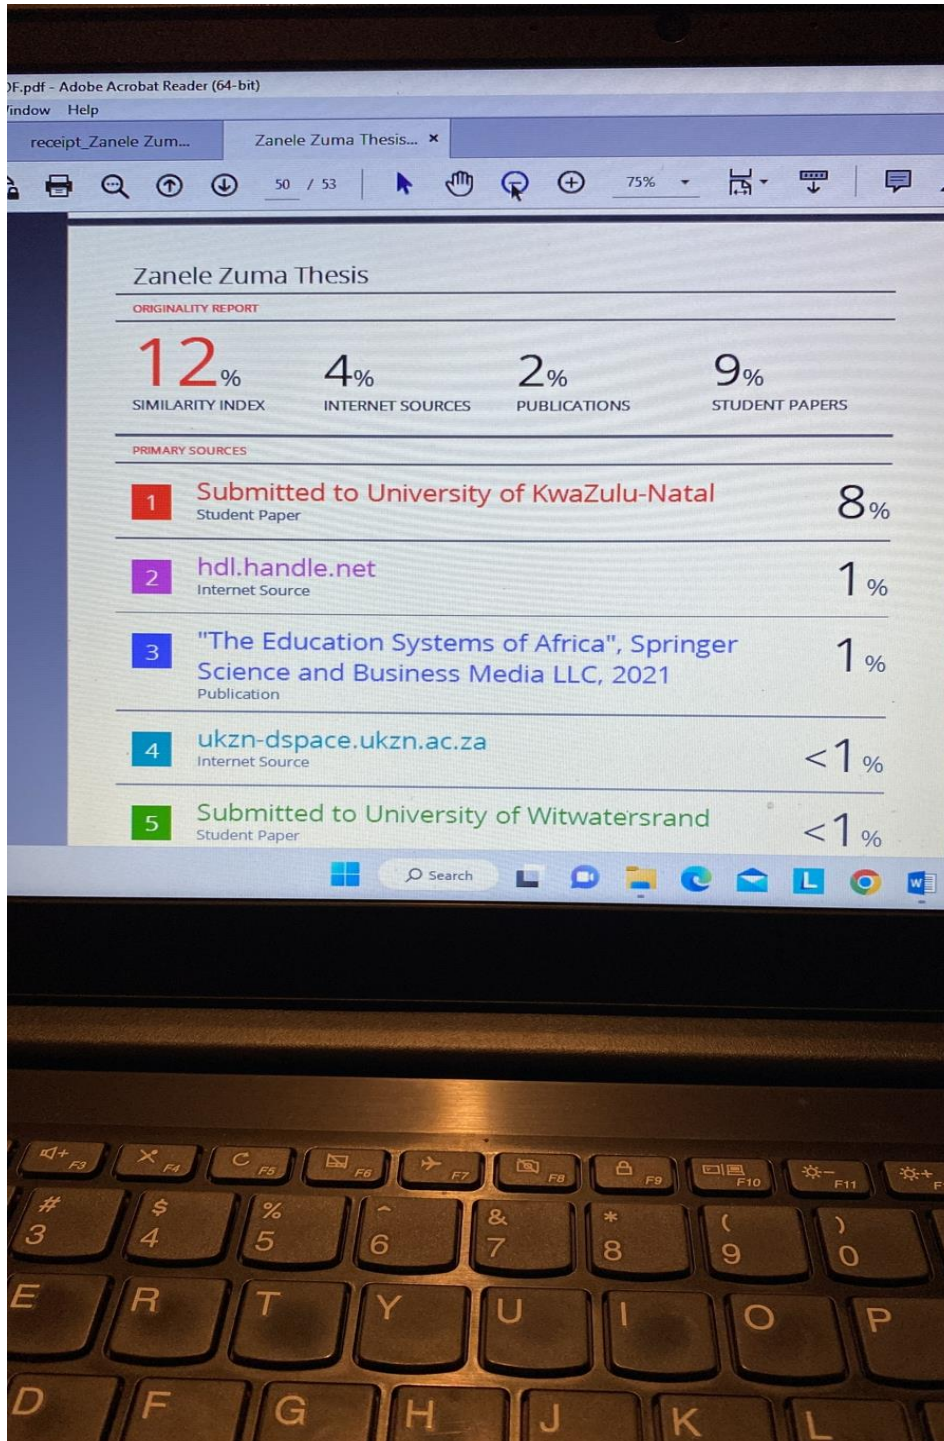 DF.pdf - Adobe Acrobat Reader (64-bit)
Window Help
receipt_Zanele Zum...
Zanele Zuma Thesis... ×
50 / 53
75%
Zanele Zuma Thesis
ORIGINALITY REPORT
12% 4% 2% 9%
SIMILARITY INDEX INTERNET SOURCES PUBLICATIONS STUDENT PAPERS
PRIMARY SOURCES
1 Submitted to University of KwaZulu-Natal 8%
Student Paper
2 hdl.handle.net 1%
Internet Source
3 "The Education Systems of Africa", Springer 1%
Science and Business Media LLC, 2021
Publication
4 ukzn-dspace.ukzn.ac.za <1%
Internet Source
5 Submitted to University of Witwatersrand <1%
Student Paper
Search L W
F3 F4 F5 F6 F7 F8 F9 F10 F11
# $ % ^ & * ( )
3 4 5 6 7 8 9 0
E R T Y U I O P
D F G H J K L